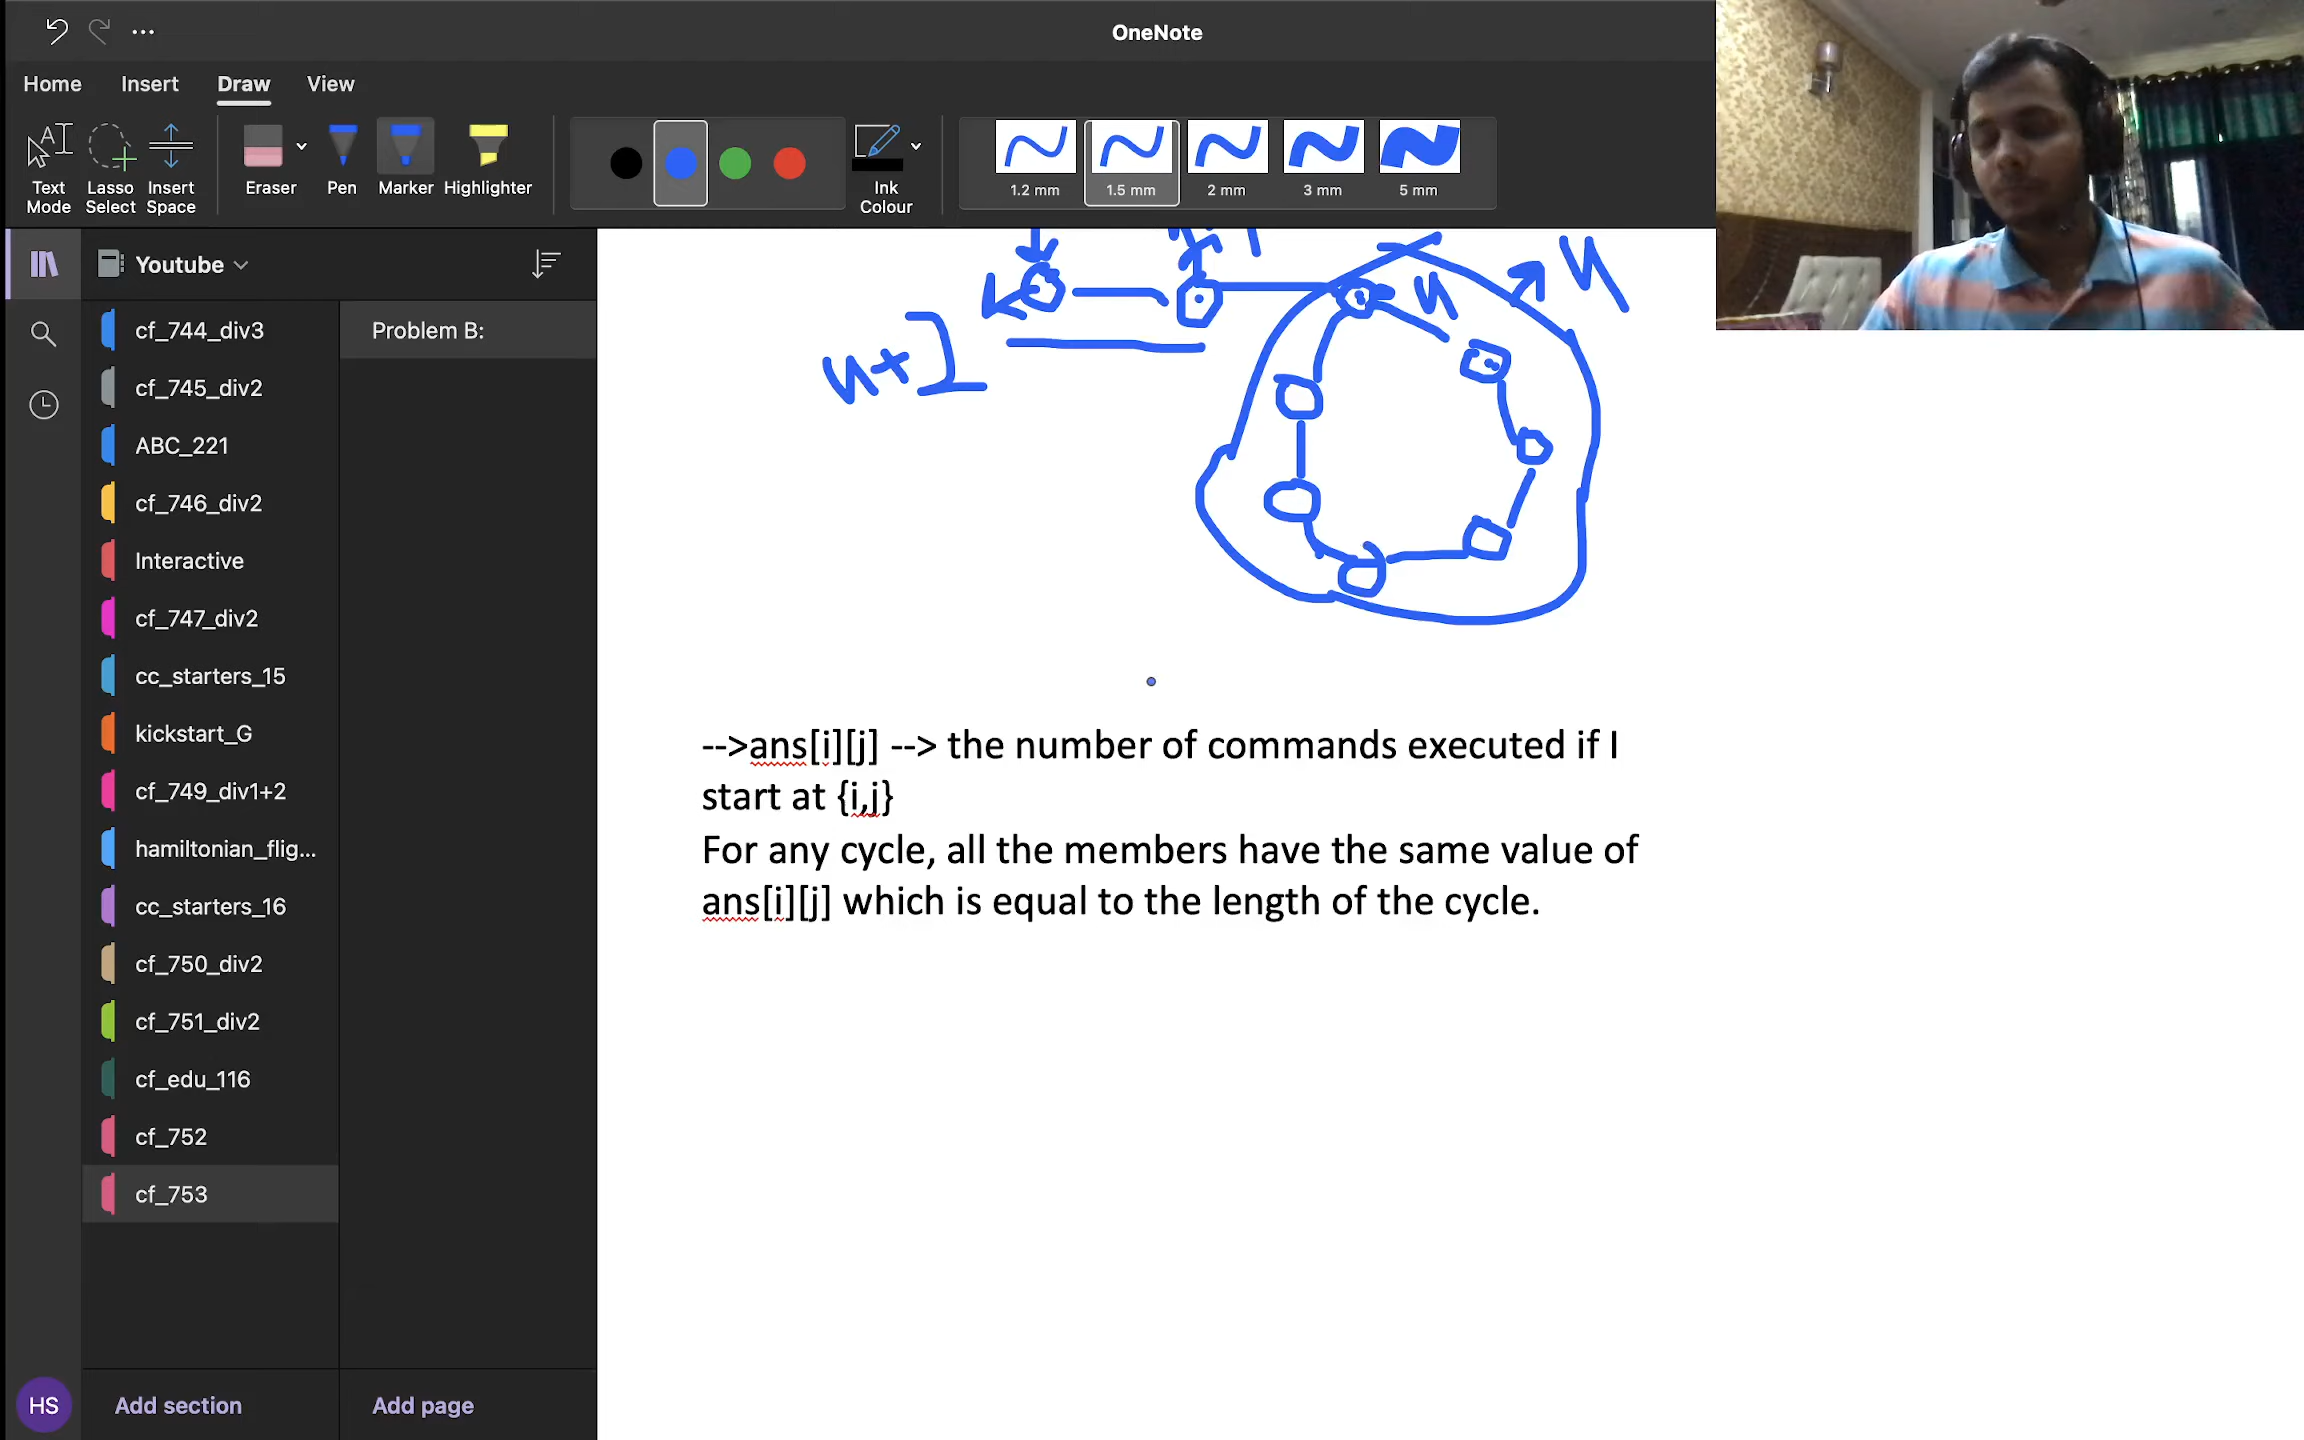 OneNote
Home Insert Draw View
Text Mode
Lasso Select
Insert Space
Eraser
Pen
Marker
Highlighter
Ink Colour
1.2 mm
1.5 mm
2 mm
3 mm
5 mm
Youtube
cf_744_div3
cf_745_div2
ABC_221
cf_746_div2
Interactive
cf_747_div2
cc_starters_15
kickstart_G
cf_749_div1+2
hamiltonian_flig...
cc_starters_16
cf_750_div2
cf_751_div2
cf_edu_116
cf_752
cf_753
HS
Add section
Problem B:
Add page
n+1
n
n
-->ans[i][j] --> the number of commands executed if I
start at {i,j}
For any cycle, all the members have the same value of
ans[i][j] which is equal to the length of the cycle.